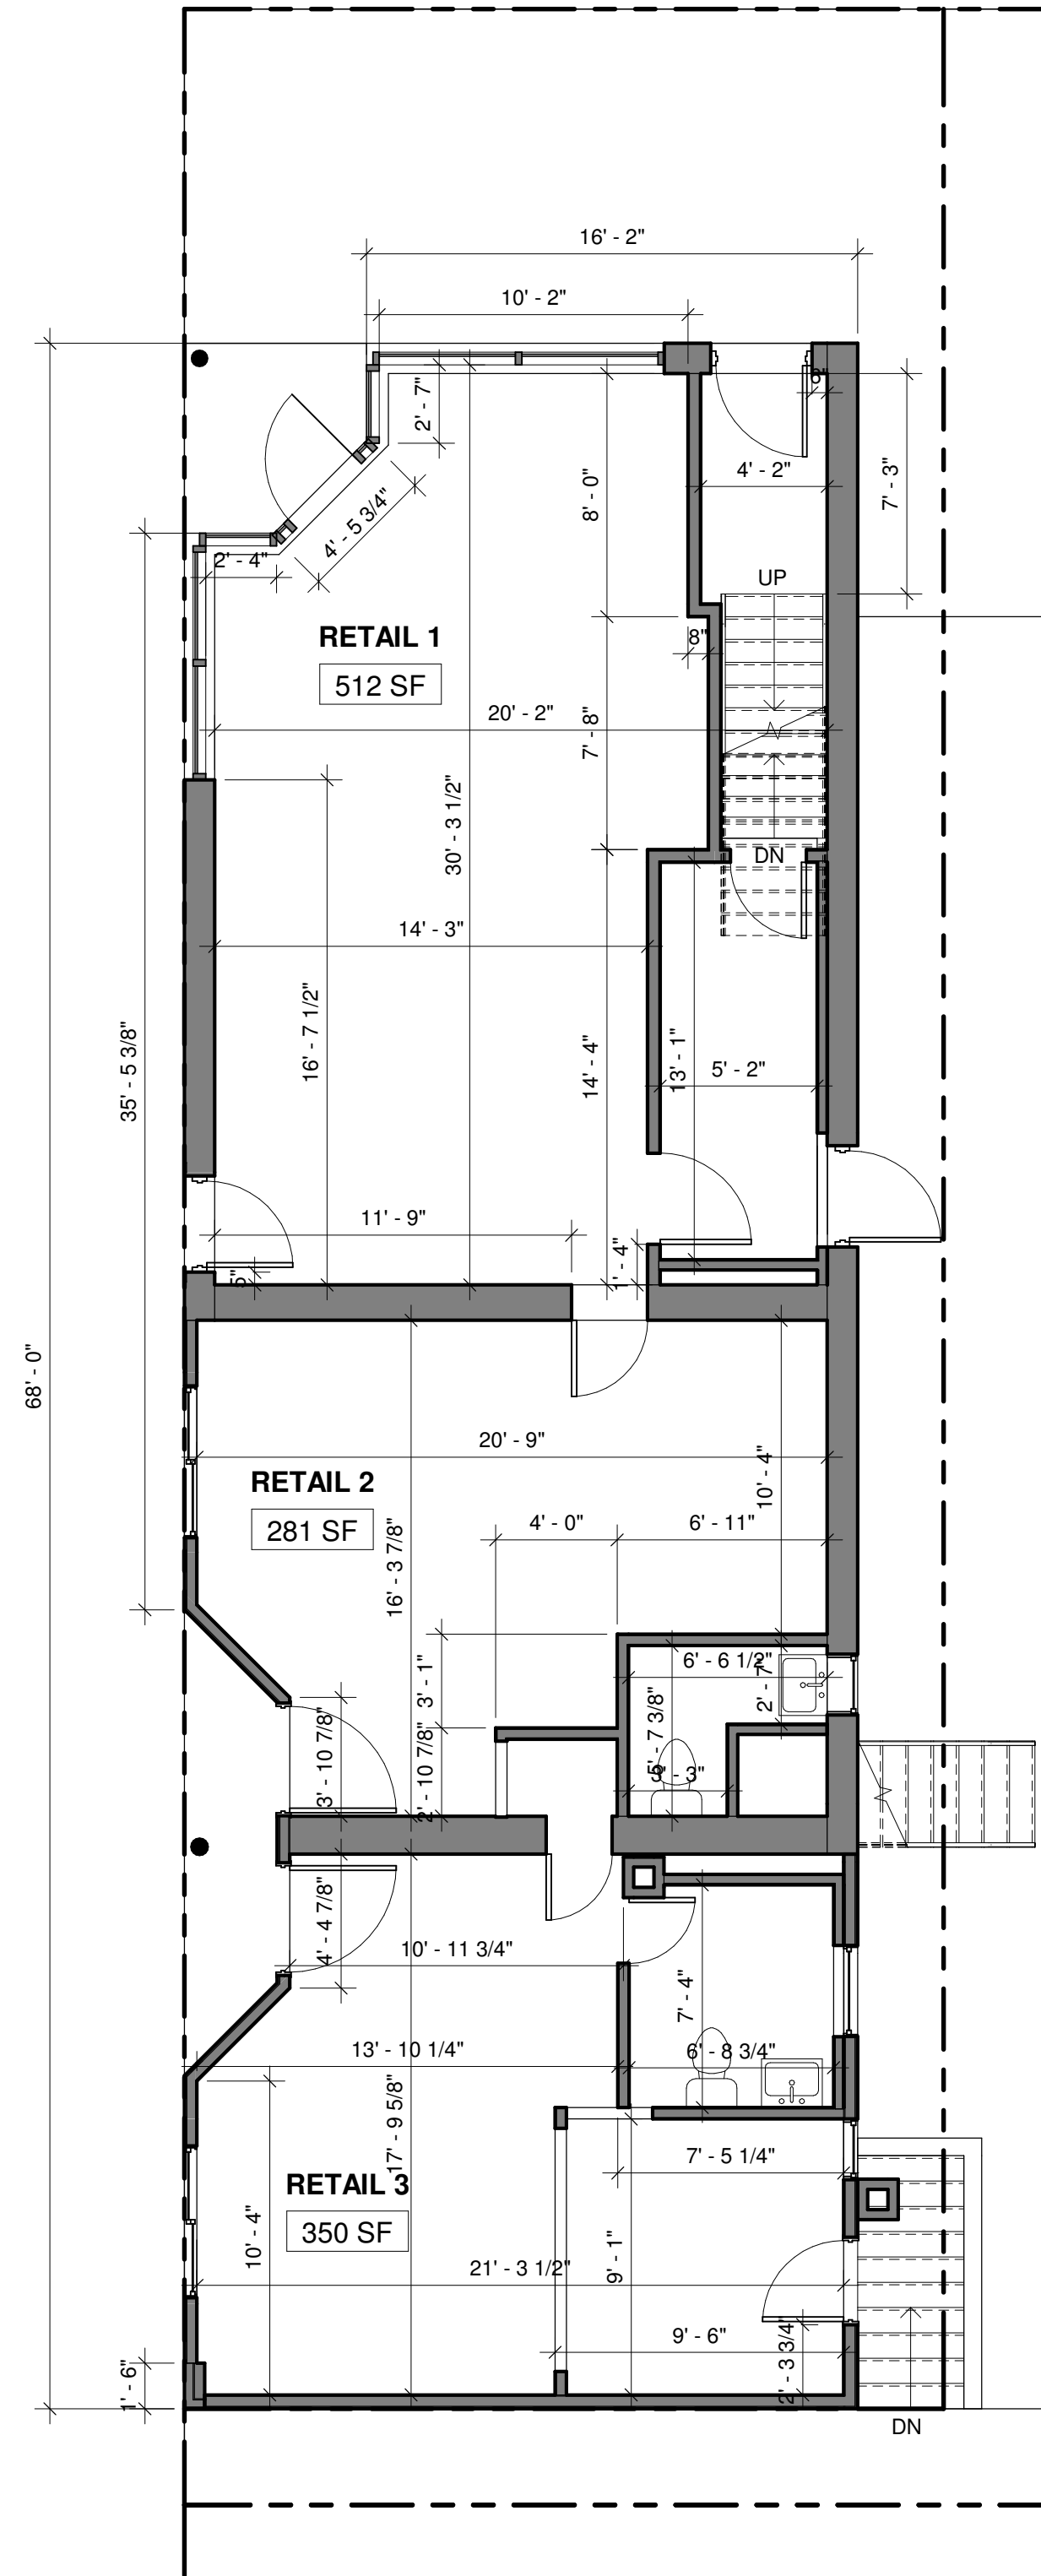 16' - 2"
10' - 2"
2' - 7"
6"
4' - 2"
7' - 3"
8' - 0"
4' - 5 3/4"
2' - 4"
UP
RETAIL 1
8"
512 SF
20' - 2"
7' - 8"
30' - 3 1/2"
DN
14' - 3"
16' - 7 1/2"
35' - 5 3/8"
14' - 4"
13' - 1"
5' - 2"
11' - 9"
1' - 4"
5"
68' - 0"
20' - 9"
RETAIL 2
10' - 4"
281 SF
4' - 0"
6' - 11"
16' - 3 7/8"
6' - 6 1/2"
3' - 1"
2' - 7"
5' - 7 3/8"
3' - 10 7/8"
2' - 10 7/8"
3' - 3"
4' - 4 7/8"
10' - 11 3/4"
7' - 4"
13' - 10 1/4"
6' - 8 3/4"
17' - 9 5/8"
7' - 5 1/4"
RETAIL 3
350 SF
10' - 4"
9' - 1"
21' - 3 1/2"
9' - 6"
2' - 3 3/4"
1' - 6"
DN